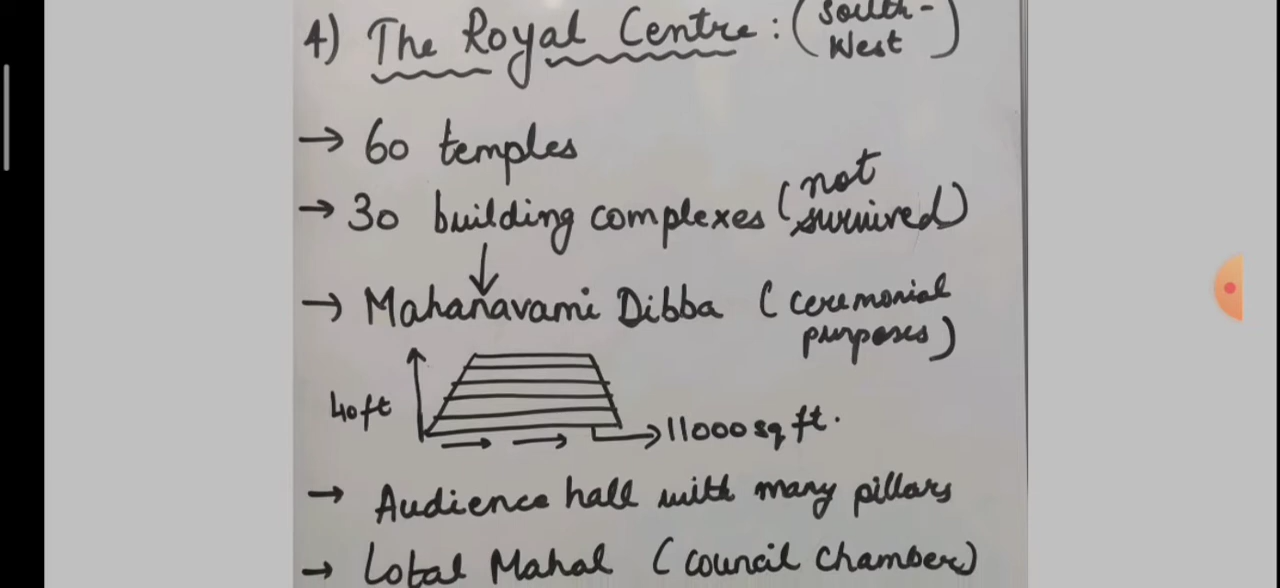 4) The Royal Centre: (South-
West)
→ 60 temples
→ 30 building complexes (not
survived)
↓
→ Mahanavami Dibba (ceremonial
purposes)
40ft
→ 11000 sq ft.
→ Audience hall with many pillars
→ Lotal Mahal (Council Chamber)